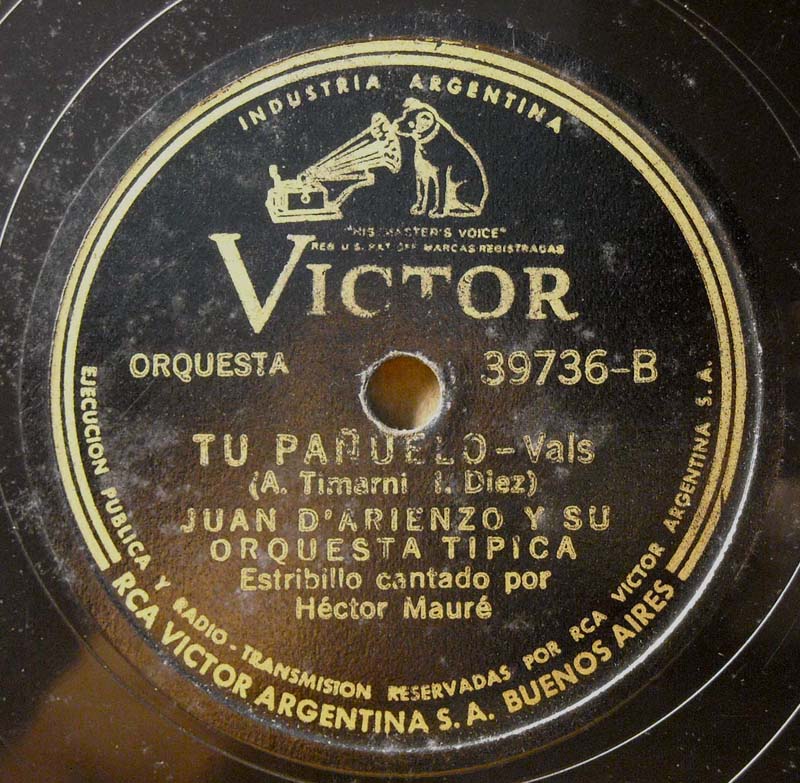 INDUSTRIA ARGENTINA
"HIS MASTER'S VOICE"
REG U.S. PAT OFF MARCAS REGISTRADAS
VICTOR
ORQUESTA
39736-B
TU PAÑUELO - Vals
(A. Timarni I. Diez)
JUAN D'ARIENZO Y SU
ORQUESTA TIPICA
Estribillo cantado por
Héctor Mauré
EJECUCION PUBLICA Y RADIO-TRANSMISION RESERVADAS POR RCA VICTOR ARGENTINA S.A.
RCA VICTOR ARGENTINA S.A. BUENOS AIRES